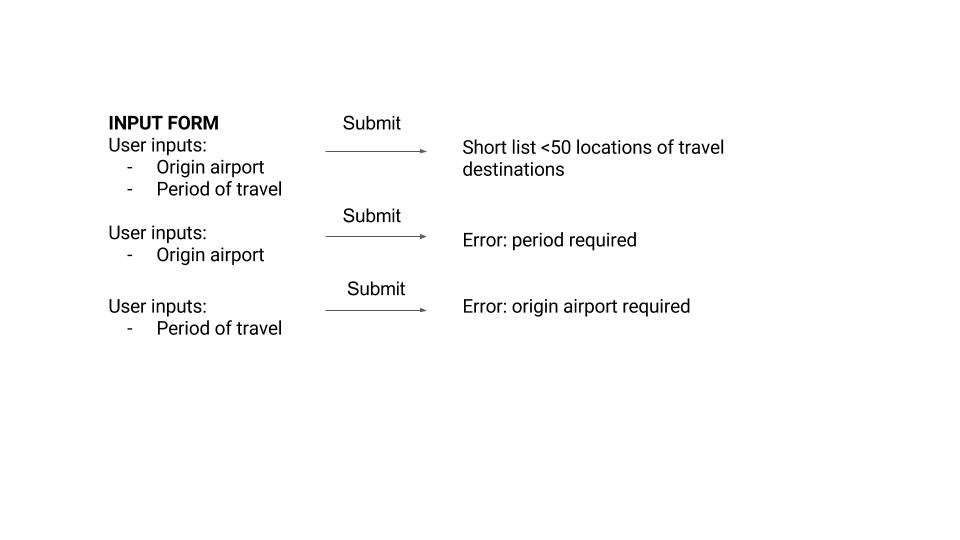 INPUT FORM
User inputs:
- Origin airport
- Period of travel
Submit
Short list <50 locations of travel
destinations
User inputs:
- Origin airport
Submit
Error: period required
User inputs:
- Period of travel
Submit
Error: origin airport required